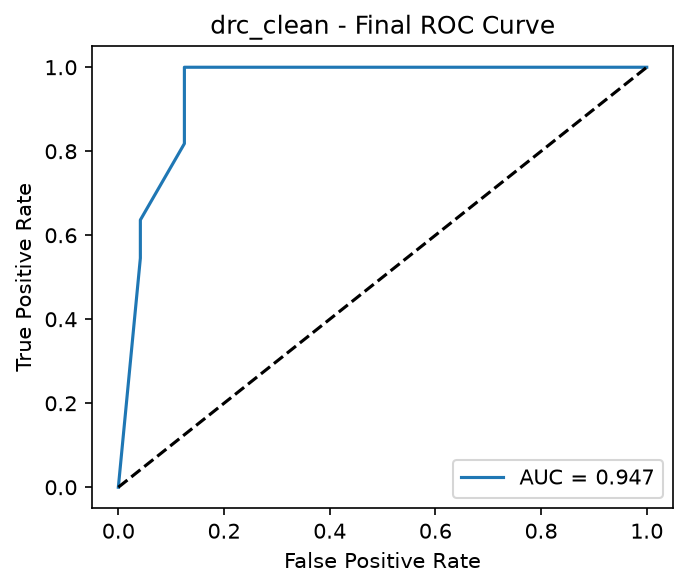 drc_clean - Final ROC Curve
1.0
0.8
0.6
0.4
0.2
0.0
True Positive Rate
AUC = 0.947
0.0 0.2 0.4 0.6 0.8 1.0
False Positive Rate